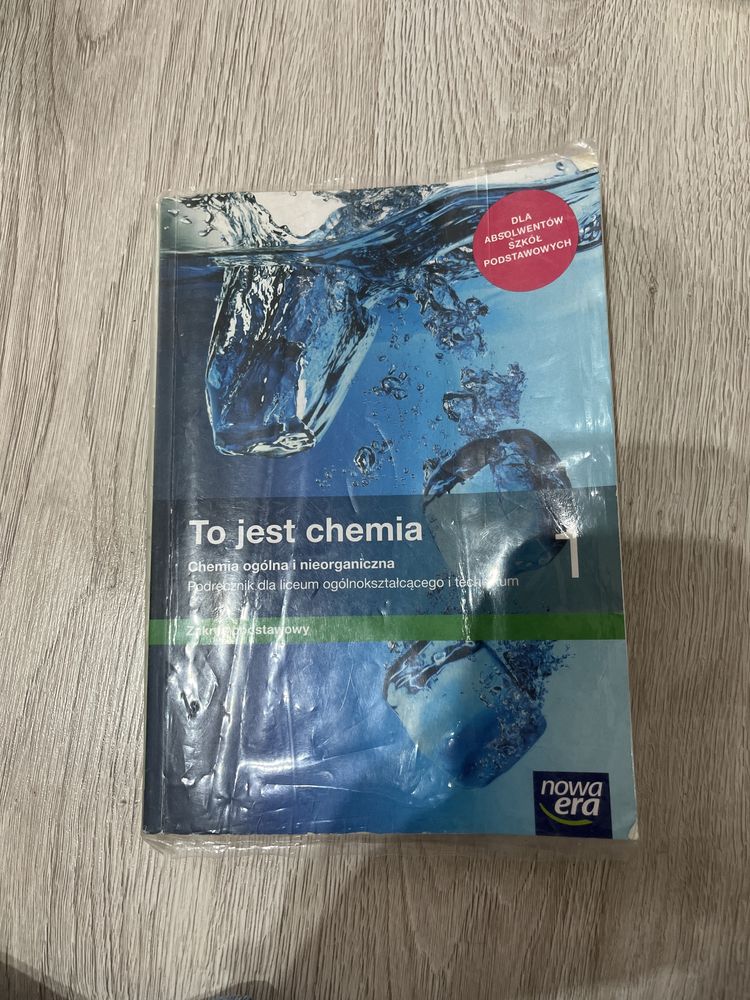 DLA
ABSOLWENTÓW
SZKÓŁ
PODSTAWOWYCH
To jest chemia
1
Chemia ogólna i nieorganiczna
Podręcznik dla liceum ogólnokształcącego i technikum
Zakres podstawowy
nowa
era